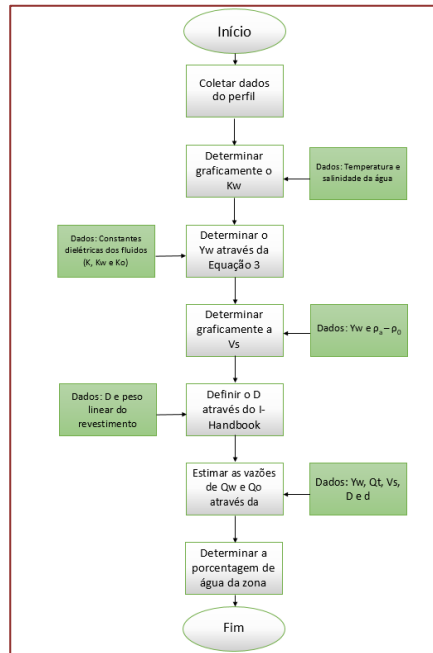 Início
Coletar dados
do perfil
Determinar
graficamente o
Kw
Dados: Temperatura e
salinidade da água
Determinar o
Yw através da
Equação 3
Dados: Constantes
dielétricas dos fluidos
(K, Kw e Ko)
Determinar
graficamente a
Vs
Dados: Yw e ρₐ – ρ₀
Definir o D
através do I-
Handbook
Dados: D e peso
linear do
revestimento
Estimar as vazões
de Qw e Qo
através da
Dados: Yw, Qt, Vs,
D e d
Determinar a
porcentagem de
água da zona
Fim